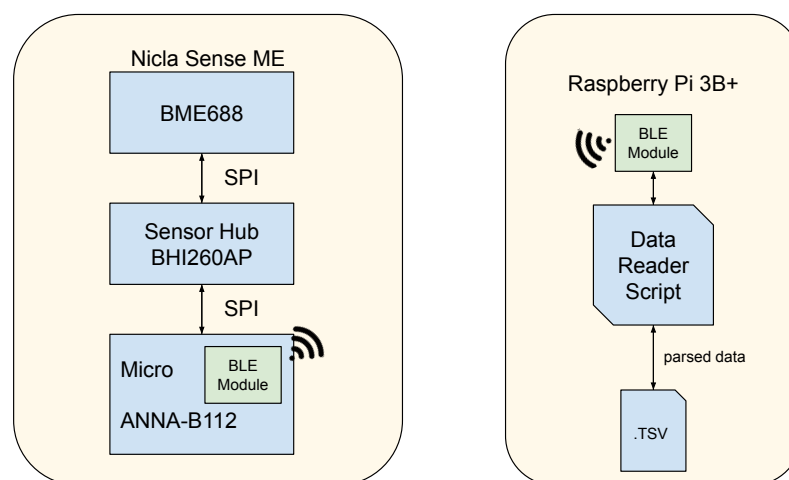 Nicla Sense ME
BME688
SPI
Sensor Hub
BHI260AP
SPI
Micro
BLE
Module
ANNA-B112
Raspberry Pi 3B+
BLE
Module
Data
Reader
Script
parsed data
.TSV